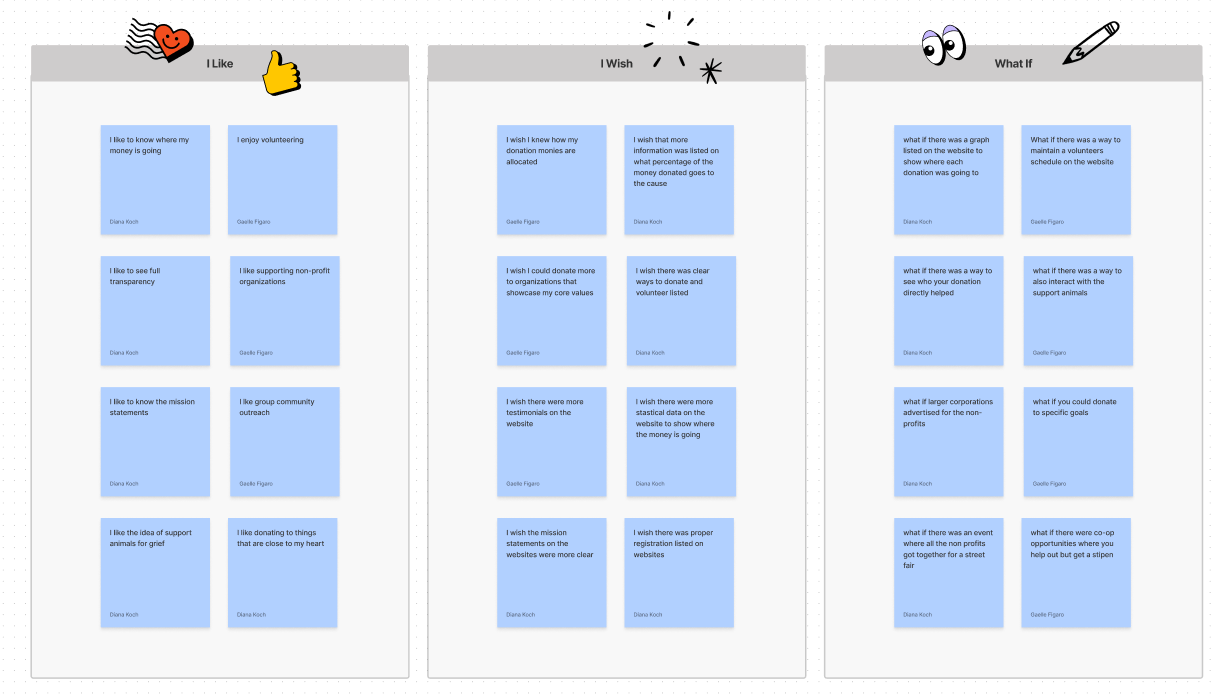 I Like
I like to know where my
money is going
Diana Koch
I enjoy volunteering
Gaelle Figaro
I like to see full
transparency
Diana Koch
I like supporting non-profit
organizations
Gaelle Figaro
I like to know the mission
statements
Diana Koch
I lke group community
outreach
Gaelle Figaro
I like the idea of support
animals for grief
Diana Koch
I like donating to things
that are close to my heart
Diana Koch
I Wish
I wish I knew how my
donation monies are
allocated
Gaelle Figaro
I wish that more
information was listed on
what percentage of the
money donated goes to
the cause
Diana Koch
I wish I could donate more
to organizations that
showcase my core values
Gaelle Figaro
I wish there was clear
ways to donate and
volunteer listed
Diana Koch
I wish there were more
testimonials on the
website
Gaelle Figaro
I wish there were more
stastical data on the
website to show where
the money is going
Diana Koch
I wish the mission
statements on the
websites were more clear
Diana Koch
I wish there was proper
registration listed on
websites
Diana Koch
What If
what if there was a graph
listed on the website to
show where each
donation was going to
Diana Koch
What if there was a way to
maintain a volunteers
schedule on the website
Gaelle Figaro
what if there was a way to
see who your donation
directly helped
Diana Koch
what if there was a way to
also interact with the
support animals
Gaelle Figaro
what if larger corporations
advertised for the non-
profits
Diana Koch
what if you could donate
to specific goals
Gaelle Figaro
what if there was an event
where all the non profits
got together for a street
fair
Diana Koch
what if there were co-op
opportunities where you
help out but get a stipen
Gaelle Figaro